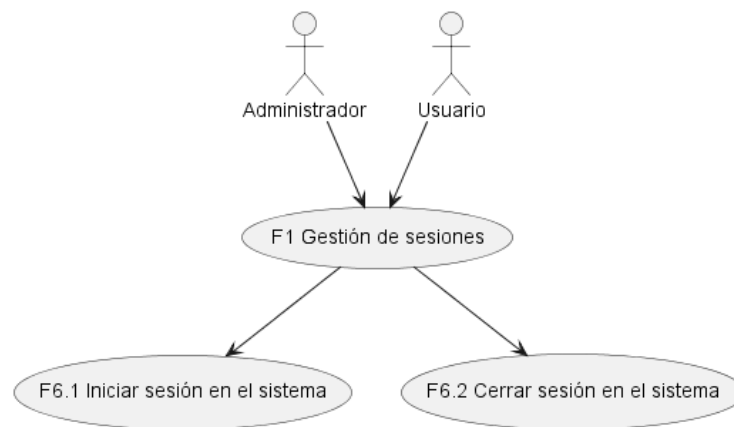 Administrador
Usuario
F1 Gestión de sesiones
F6.1 Iniciar sesión en el sistema
F6.2 Cerrar sesión en el sistema